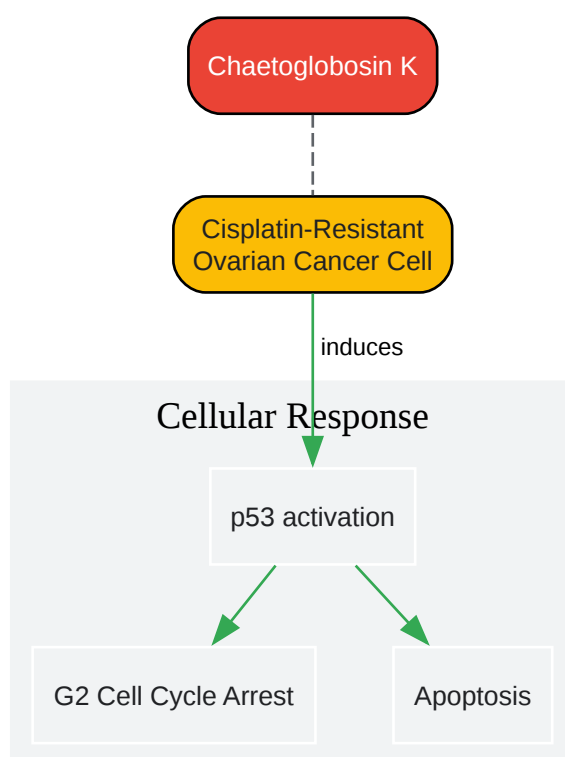 Chaetoglobosin K
Cisplatin-Resistant
Ovarian Cancer Cell
induces
Cellular Response
p53 activation
G2 Cell Cycle Arrest
Apoptosis